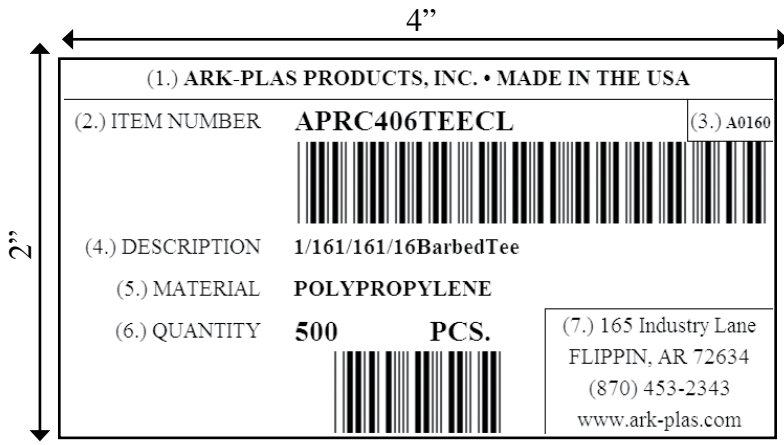 4”
2”
(1.) ARK-PLAS PRODUCTS, INC. • MADE IN THE USA
(2.) ITEM NUMBER APRC406TEECL (3.) A0160
(4.) DESCRIPTION 1/161/161/16BarbedTee
(5.) MATERIAL POLYPROPYLENE
(6.) QUANTITY 500 PCS.
(7.) 165 Industry Lane
FLIPPIN, AR 72634
(870) 453-2343
www.ark-plas.com